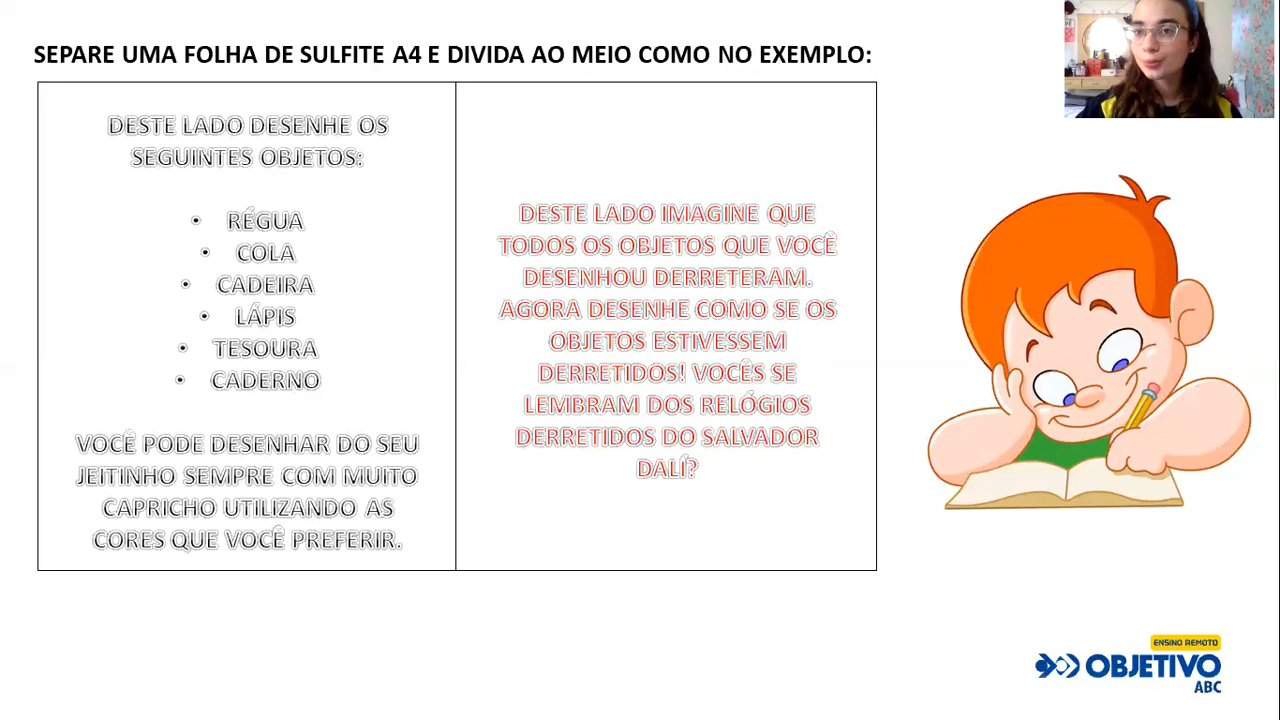 SEPARE UMA FOLHA DE SULFITE A4 E DIVIDA AO MEIO COMO NO EXEMPLO:
DESTE LADO DESENHE OS
SEGUINTES OBJETOS:
• RÉGUA
• COLA
• CADEIRA
• LÁPIS
• TESOURA
• CADERNO
VOCÊ PODE DESENHAR DO SEU
JEITINHO SEMPRE COM MUITO
CAPRICHO UTILIZANDO AS
CORES QUE VOCÊ PREFERIR.
DESTE LADO IMAGINE QUE
TODOS OS OBJETOS QUE VOCÊ
DESENHOU DERRETERAM.
AGORA DESENHE COMO SE OS
OBJETOS ESTIVESSEM
DERRETIDOS! VOCÊS SE
LEMBRAM DOS RELÓGIOS
DERRETIDOS DO SALVADOR
DALÍ?
ENSINO REMOTO
OBJETIVO
ABC